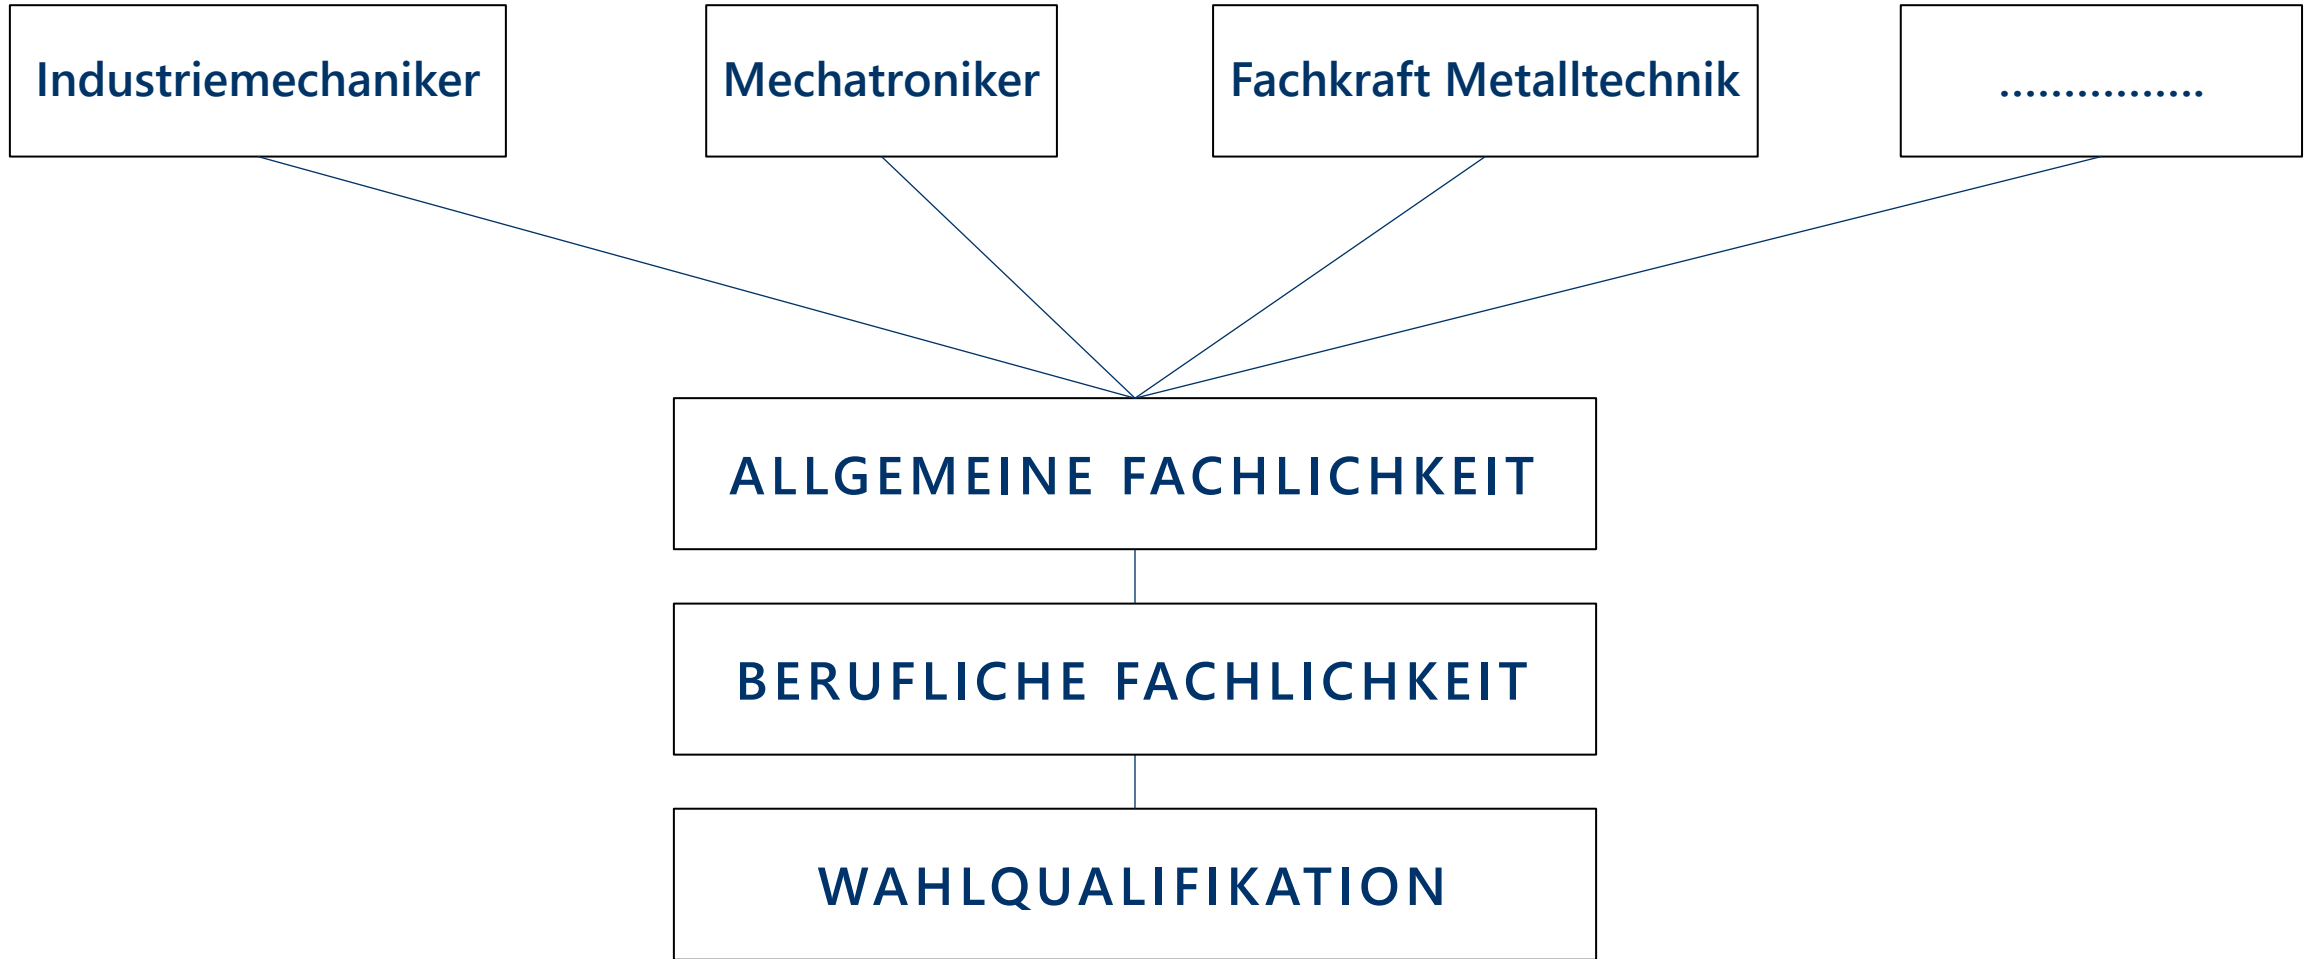 Industriemechaniker
Mechatroniker
Fachkraft Metalltechnik
................
ALLGEMEINE FACHLICHKEIT
BERUFLICHE FACHLICHKEIT
WAHLQUALIFIKATION